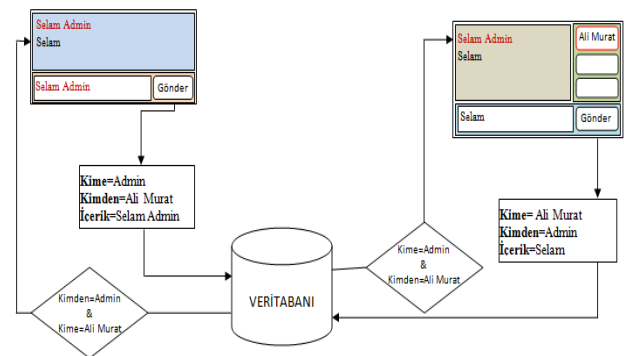 Selam Admin
Selam
Selam Admin
Gönder
Kime=Admin
Kimden=Ali Murat
İçerik=Selam Admin
Kimden=Admin
&
Kime=Ali Murat
VERİTABANI
Kime=Admin
&
Kimden=Ali Murat
Selam Admin
Selam
Ali Murat
Selam
Gönder
Kime= Ali Murat
Kimden=Admin
İçerik=Selam